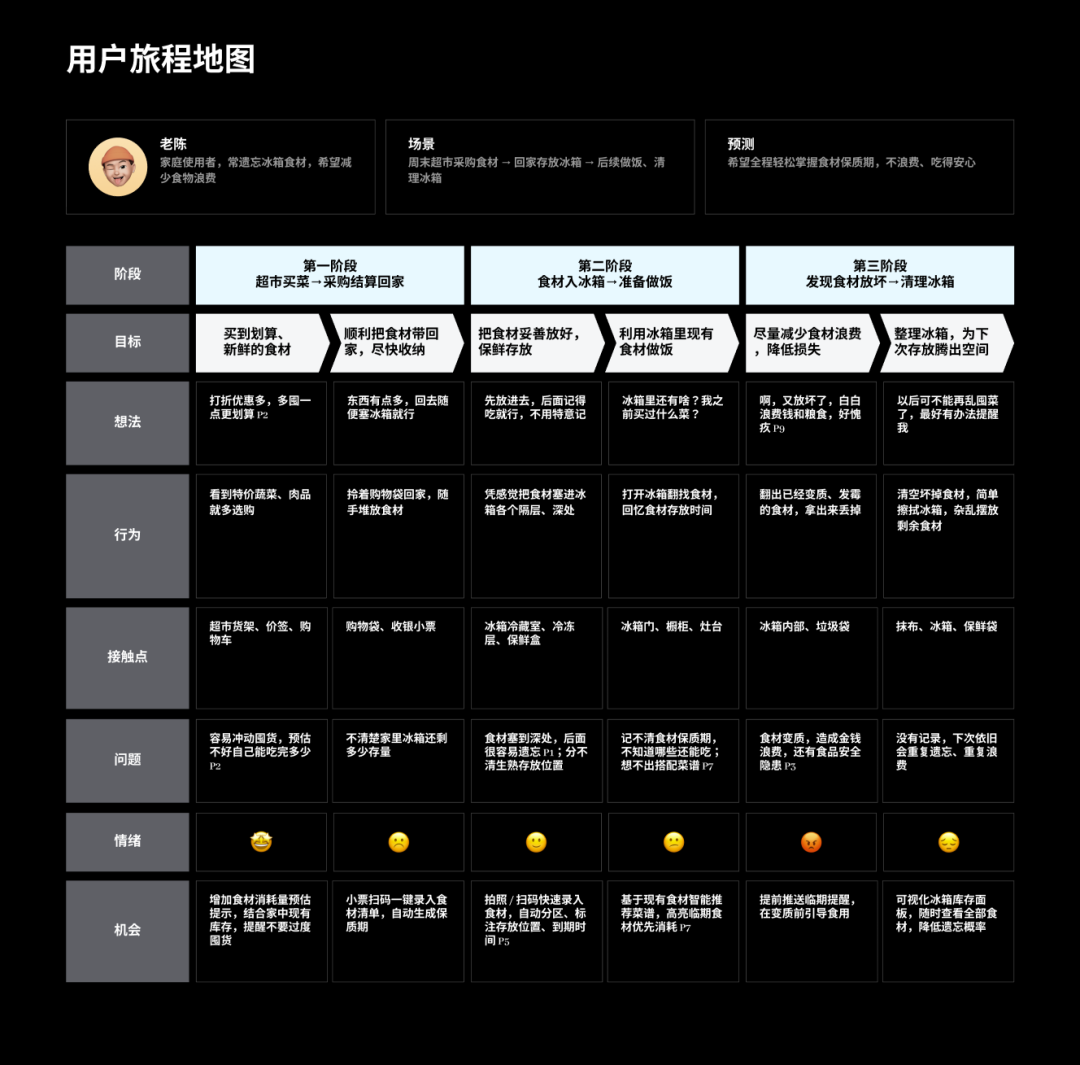 用户旅程地图
老陈
家庭使用者，常遗忘冰箱食材，希望减
少食物浪费
场景
周末超市采购食材 → 回家存放冰箱 → 后续做饭、清
理冰箱
预测
希望全程轻松掌握食材保质期，不浪费、吃得安心
阶段
第一阶段
超市买菜→采购结算回家
第二阶段
食材入冰箱→准备做饭
第三阶段
发现食材放坏→清理冰箱
目标
买到划算、
新鲜的食材
顺利把食材带回
家，尽快收纳
把食材妥善放好，
保鲜存放
利用冰箱里现有
食材做饭
尽量减少食材浪费
，降低损失
整理冰箱，为下
次存放腾出空间
想法
打折优惠多，多囤一
点更划算 P2
东西有点多，回去随
便塞冰箱就行
先放进去，后面记得
吃就行，不用特意记
冰箱里还有啥？我之
前买过什么菜？
啊，又放坏了，白白
浪费钱和粮食，好愧
疚 P9
以后可不能再乱囤菜
了，最好有办法提醒
我
行为
看到特价蔬菜、肉品
就多选购
拎着购物袋回家，随
手堆放食材
凭感觉把食材塞进冰
箱各个隔层、深处
打开冰箱翻找食材，
回忆食材存放时间
翻出已经变质、发霉
的食材，拿出来丢掉
清空坏掉食材，简单
擦拭冰箱，杂乱摆放
剩余食材
接触点
超市货架、价签、购
物车
购物袋、收银小票
冰箱冷藏室、冷冻
层、保鲜盒
冰箱门、橱柜、灶台
冰箱内部、垃圾袋
抹布、冰箱、保鲜袋
问题
容易冲动囤货，预估
不好自己能吃完多少
P2
不清楚家里冰箱还剩
多少存量
食材塞到深处，后面
很容易遗忘 P1；分不
清生熟存放位置
记不清食材保质期，
不知道哪些还能吃；
想不出搭配菜谱 P7
食材变质，造成金钱
浪费，还有食品安全
隐患 P3
没有记录，下次依旧
会重复遗忘、重复浪
费
情绪
机会
增加食材消耗量预估
提示，结合家中现有
库存，提醒不要过度
囤货
小票扫码一键录入食
材清单，自动生成保
质期
拍照 / 扫码快速录入
食材，自动分区、标
注存放位置、到期时
间 P5
基于现有食材智能推
荐菜谱，高亮临期食
材优先消耗 P7
提前推送临期提醒，
在变质前引导食用
可视化冰箱库存面
板，随时查看全部食
材，降低遗忘概率